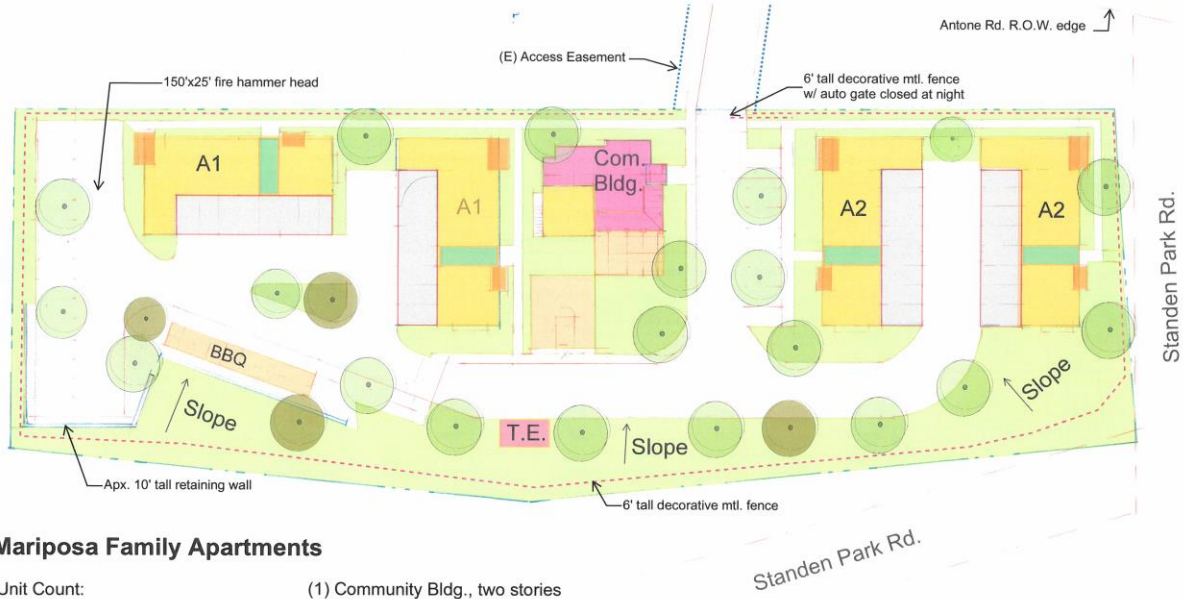 Antone Rd. R.O.W. edge
(E) Access Easement
150'x25' fire hammer head
6' tall decorative mtl. fence
w/ auto gate closed at night
A1
A1
Com.
Bldg.
A2
A2
Standen Park Rd.
BBQ
Slope
T.E.
Slope
Slope
Apx. 10' tall retaining wall
6' tall decorative mtl. fence
Standen Park Rd.
Mariposa Family Apartments
Unit Count:
(1) Community Bldg., two stories